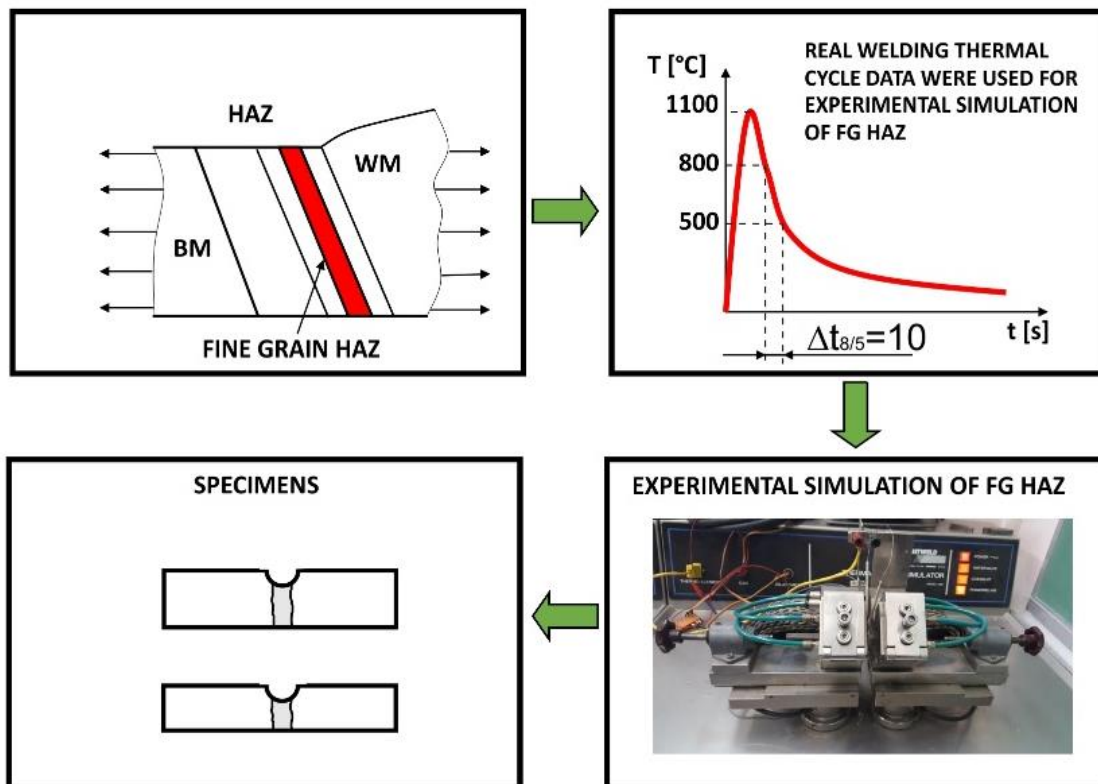 HAZ
WM
BM
FINE GRAIN HAZ
REAL WELDING THERMAL
CYCLE DATA WERE USED FOR
EXPERIMENTAL SIMULATION
OF FG HAZ
T [°C]
1100
800
500
t [s]
Δt8/5=10
SPECIMENS
EXPERIMENTAL SIMULATION OF FG HAZ
SIMULATOR